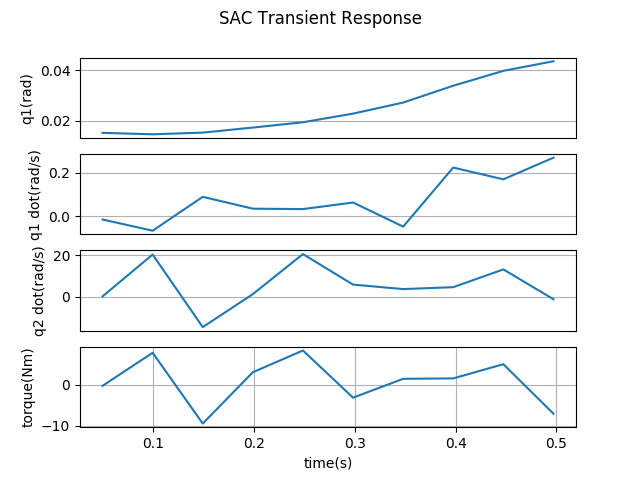 SAC Transient Response
q1(rad)
0.04
0.02
q1 dot(rad/s)
0.2
0.0
q2 dot(rad/s)
20
0
torque(Nm)
0
−10
0.1 0.2 0.3 0.4 0.5
time(s)